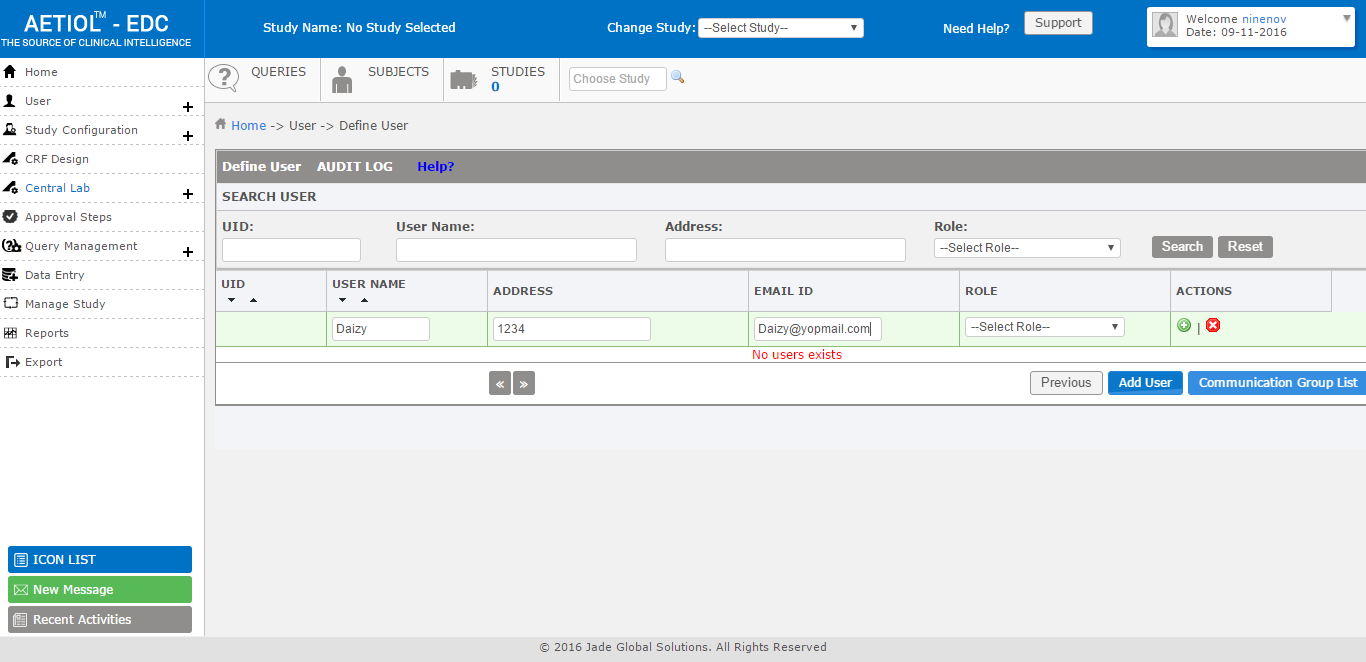 AETIOL™ - EDC
THE SOURCE OF CLINICAL INTELLIGENCE
Study Name: No Study Selected
Change Study: --Select Study--
Need Help?
Support
Welcome ninenov
Date: 09-11-2016
Home
User
Study Configuration
CRF Design
Central Lab
Approval Steps
Query Management
Data Entry
Manage Study
Reports
Export
ICON LIST
New Message
Recent Activities
QUERIES
SUBJECTS
STUDIES
0
Choose Study
Home -> User -> Define User
Define User AUDIT LOG Help?
SEARCH USER
UID: User Name: Address: Role:
--Select Role-- Search Reset
UID USER NAME ADDRESS EMAIL ID ROLE ACTIONS
Daizy 1234 Daizy@yopmail.com --Select Role-- |
No users exists
« » Previous Add User Communication Group List
© 2016 Jade Global Solutions. All Rights Reserved